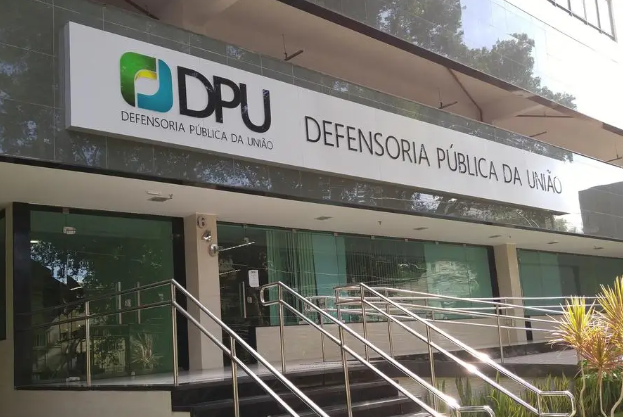 DPU
DEFENSORIA PÚBLICA DA UNIÃO
DEFENSORIA PÚBLICA DA UNIÃO